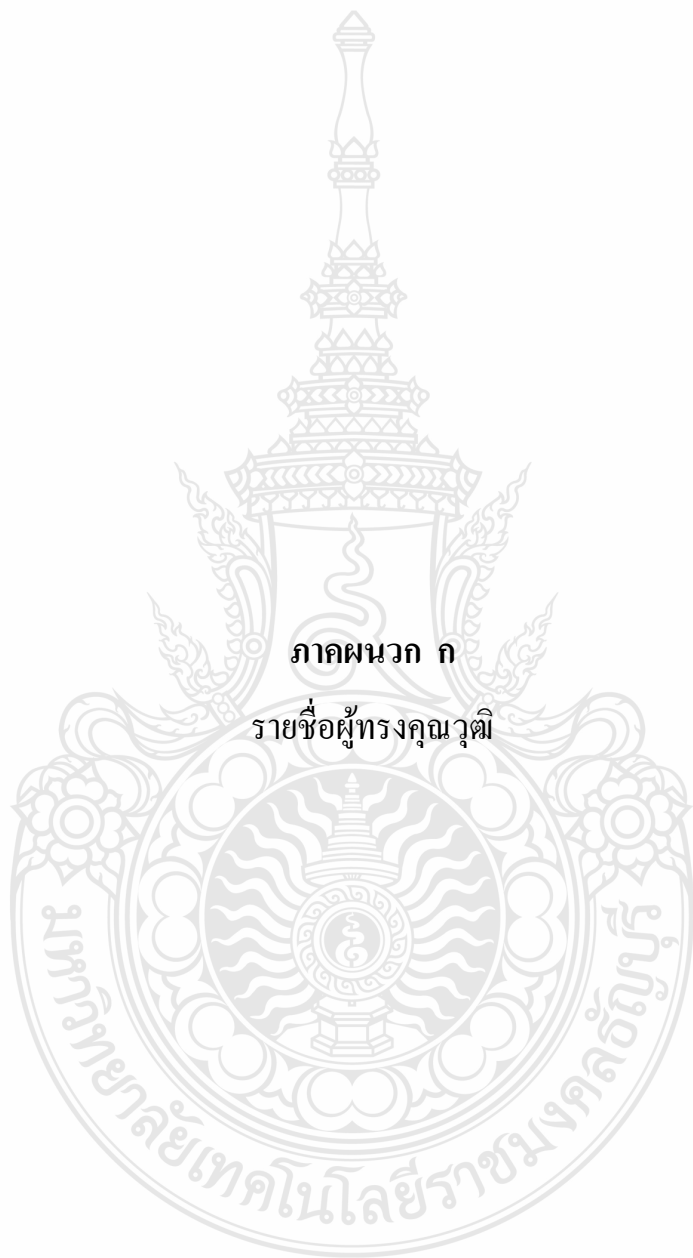 ภาคผนวก ก
รายชื่อผู้ทรงคุณวุฒิ
มหาวิทยาลัยเทคโนโลยีราชมงคลธัญบุรี